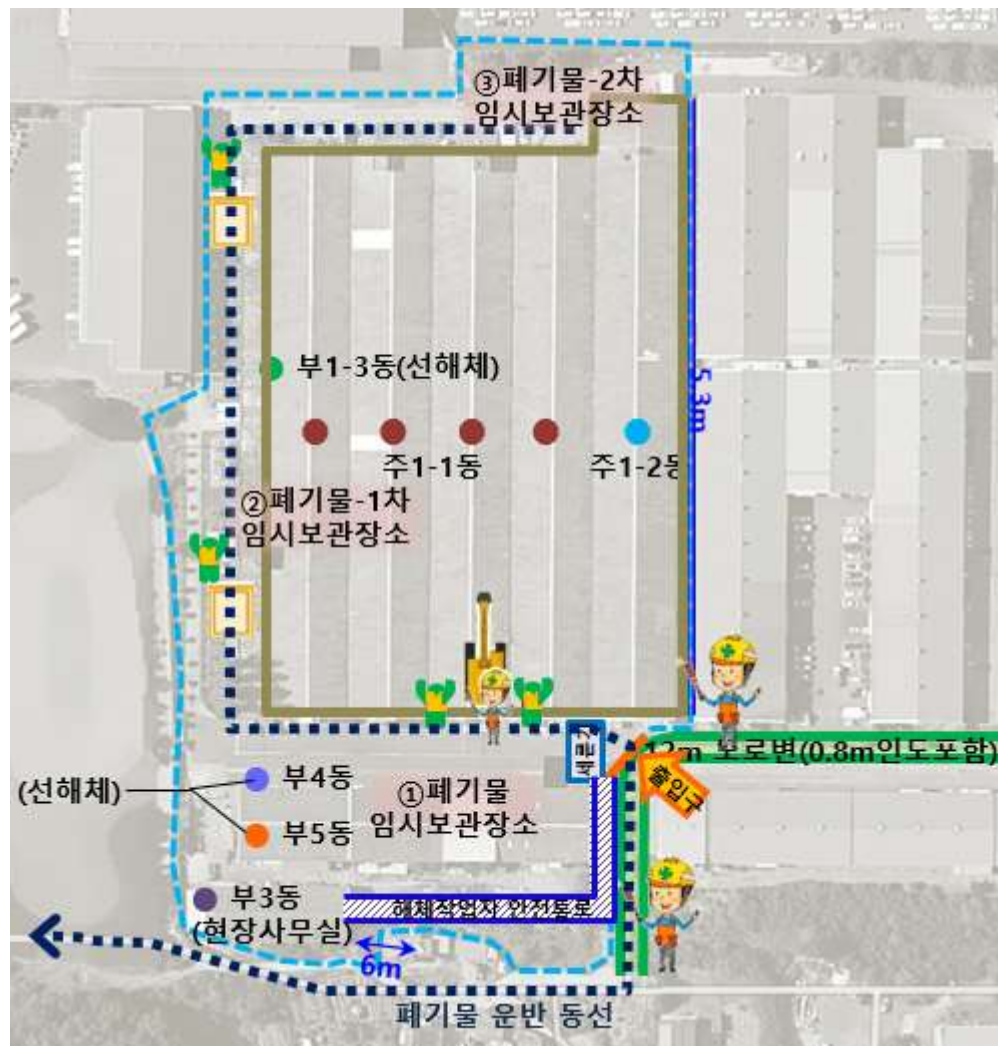 ③폐기물-2차
임시보관장소
부1-3동(선해체)
5.3m
주1-1동
주1-2동
②폐기물-1차
임시보관장소
세륜기
12m 도로변(0.8m인도포함)
출입구
(선해체)
부4동
①폐기물
임시보관장소
부5동
부3동
(현장사무실)
해체작업자 안전통로
6m
폐기물 운반 동선